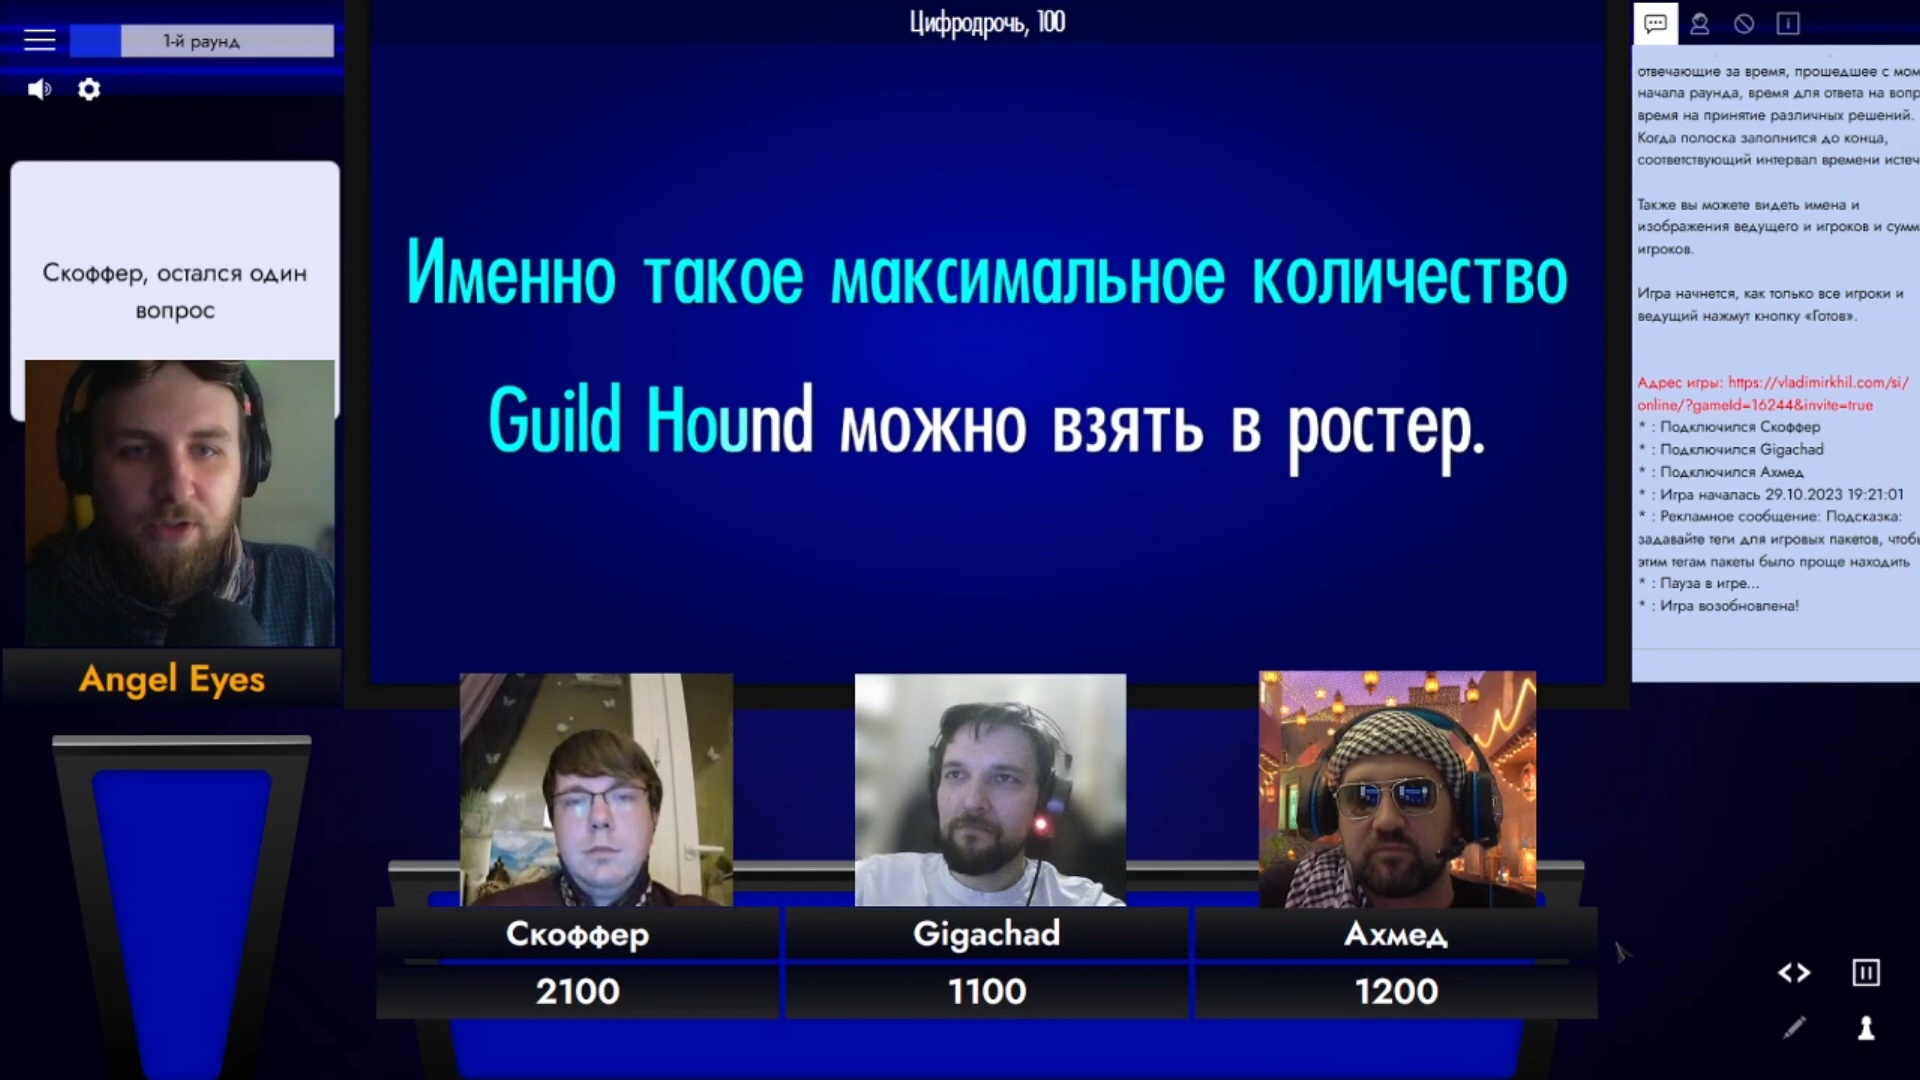 Цифродрочь, 100
1-й раунд
Скоффер, остался один
вопрос
Angel Eyes
Именно такое максимальное количество
Guild Hound можно взять в ростер.
отвечающие за время, прошедшее с мом
начала раунда, время для ответа на вопр
время на принятие различных решений.
Когда полоска заполнится до конца,
соответствующий интервал времени истеч
Также вы можете видеть имена и
изображения ведущего и игроков и сумм
игроков.
Игра начнется, как только все игроки и
ведущий нажмут кнопку «Готов».
Адрес игры: https://vladimirkhil.com/si/
online/?gameId=16244&invite=true
* : Подключился Скоффер
* : Подключился Gigachad
* : Подключился Ахмед
* : Игра началась 29.10.2023 19:21:01
* : Рекламное сообщение: Подсказка:
задавайте теги для игровых пакетов, чтобы
этим тегам пакеты было проще находить
* : Пауза в игре...
* : Игра возобновлена!
Скоффер
Gigachad
Ахмед
2100
1100
1200